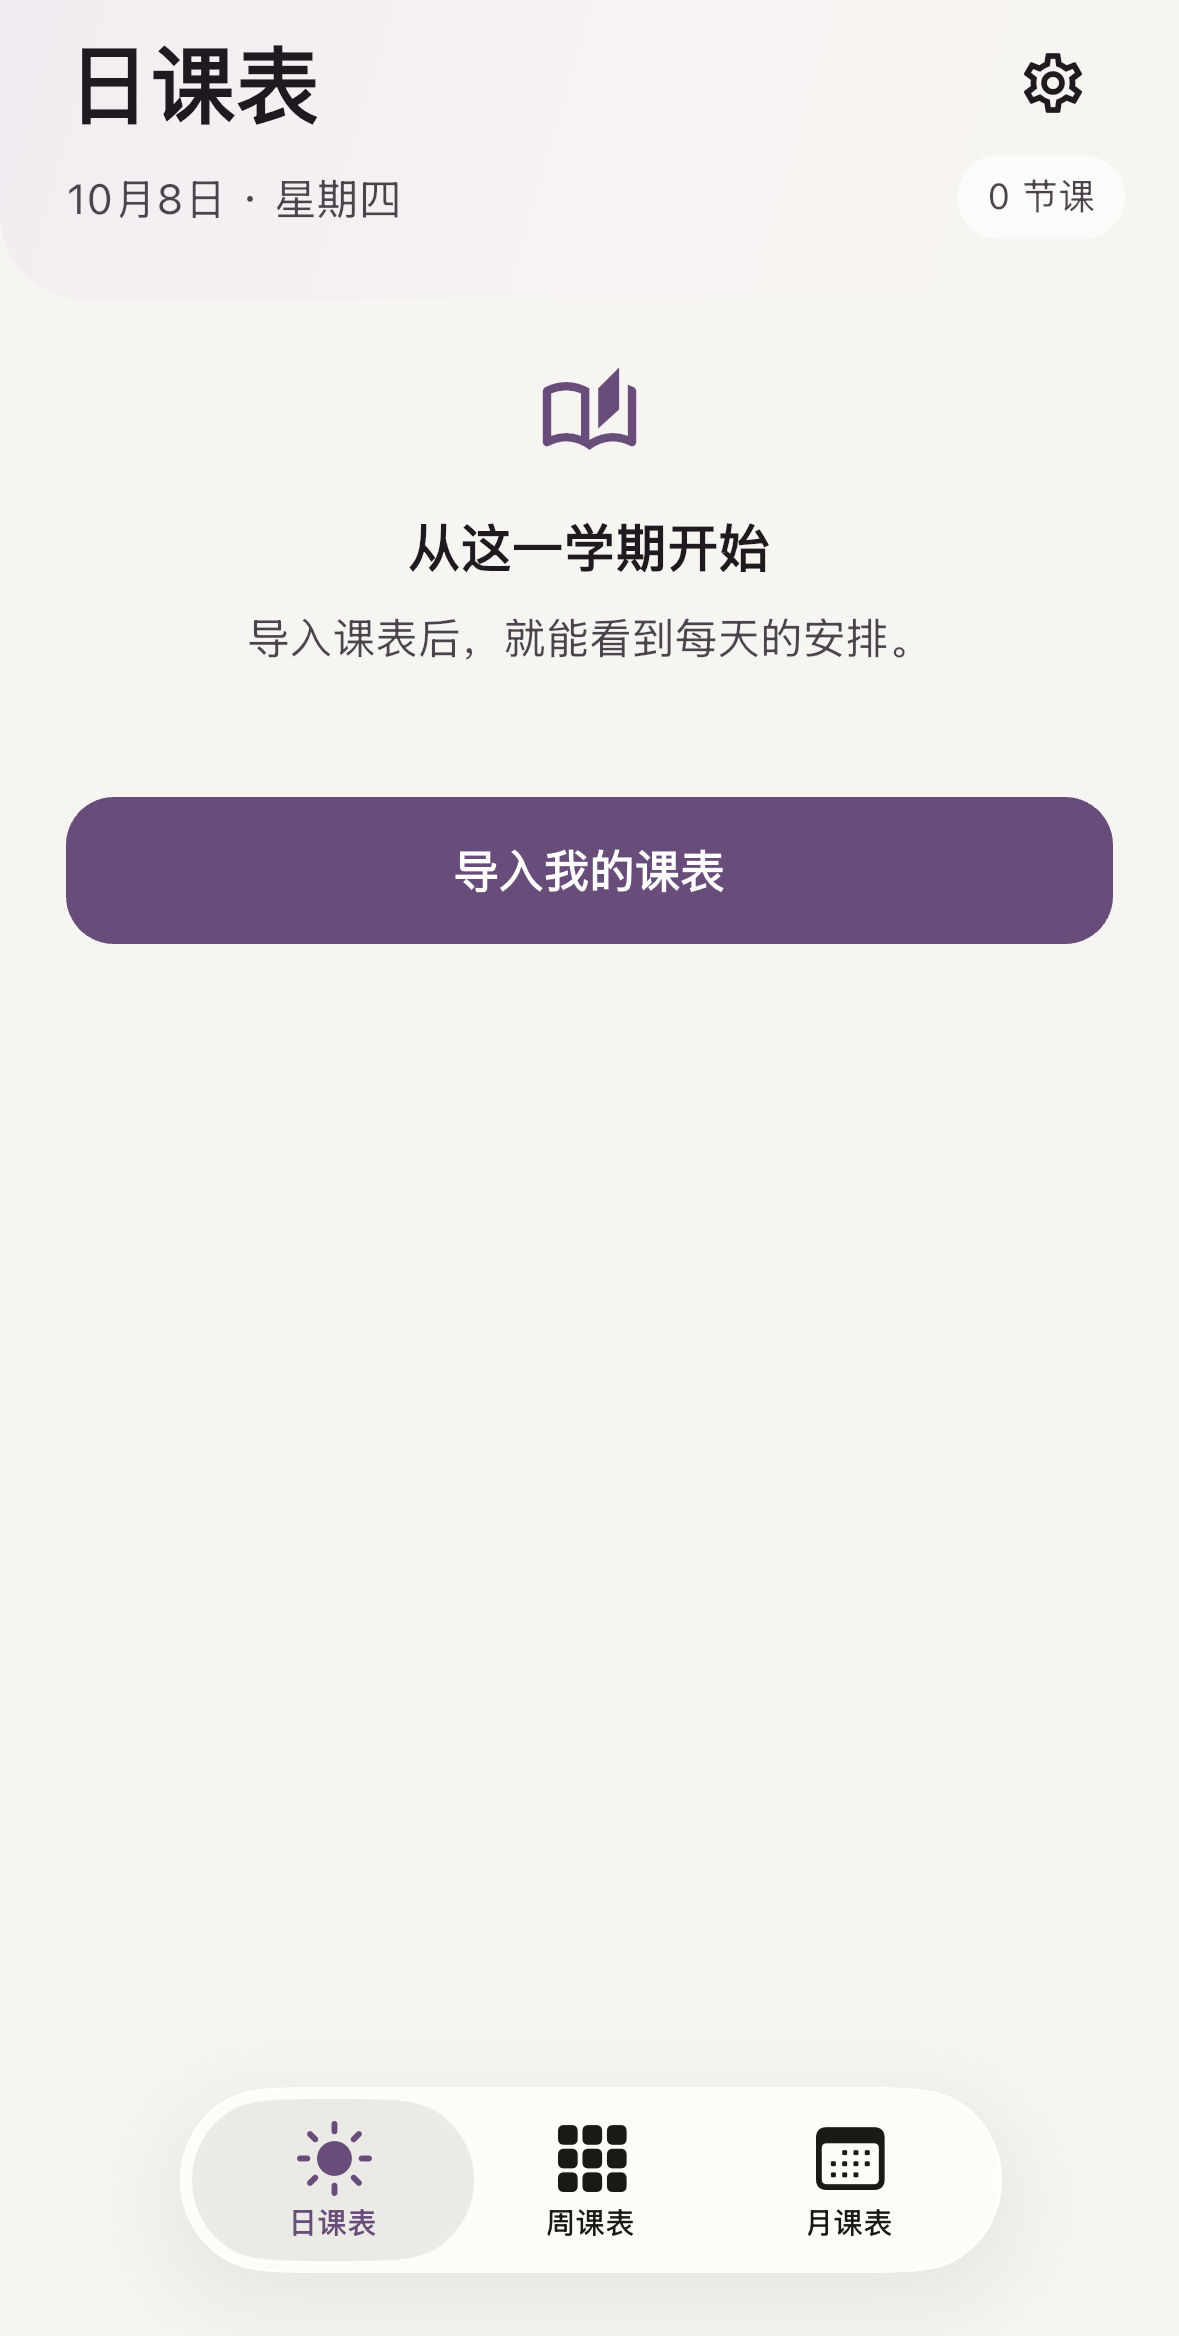 日课表
10月8日 · 星期四
0 节课
从这一学期开始
导入课表后，就能看到每天的安排。
导入我的课表
日课表
周课表
月课表